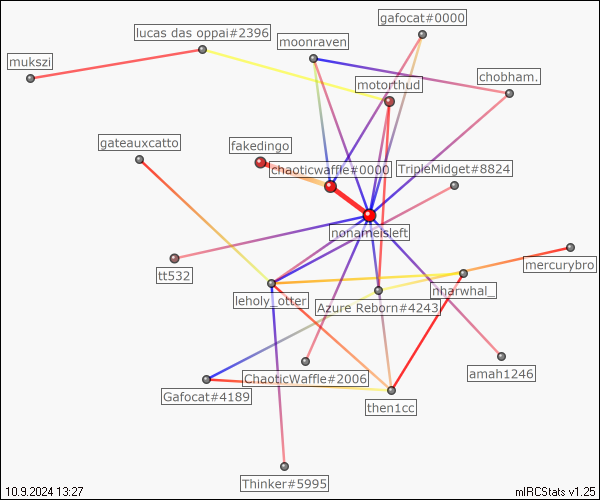 gafocat#0000
lucas das oppai#2396
moonraven
mukszi
chobham.
motorthud
gateauxcatto
fakedingo
chaoticwaffle#0000
TripleMidget#8824
nonameisleft
tt532
mercurybro
leholy_otter
nharwhal_
Azure Reborn#4243
ChaoticWaffle#2006
amah1246
Gafocat#4189
then1cc
Thinker#5995
10.9.2024 13:27
mIRCStats v1.25